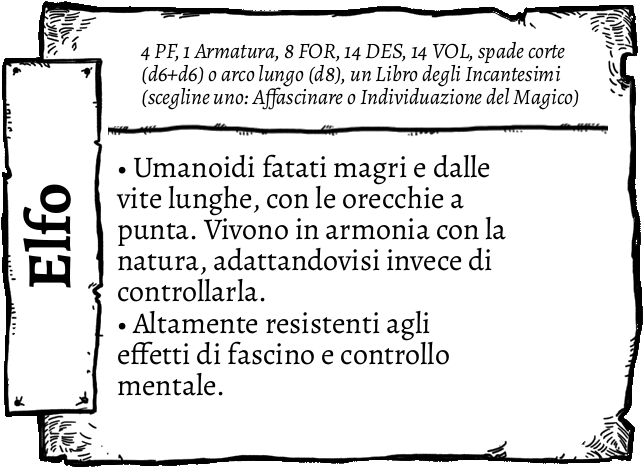 4 PF, 1 Armatura, 8 FOR, 14 DES, 14 VOL, spade corte
(d6+d6) o arco lungo (d8), un Libro degli Incantesimi
(scegline uno: Affascinare o Individuazione del Magico)
Elfo
• Umanoidi fatati magri e dalle
vite lunghe, con le orecchie a
punta. Vivono in armonia con la
natura, adattandovisi invece di
controllarla.
• Altamente resistenti agli
effetti di fascino e controllo
mentale.